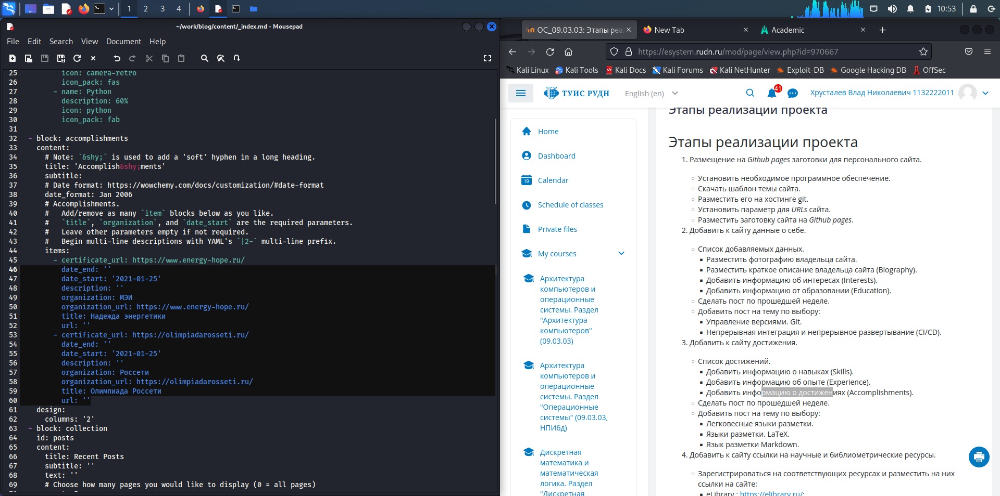 1
2
3
4
10:53
~/work/blog/content/_index.md - Mousepad
File Edit Search View Document Help
25 icon: camera-retro
26 icon_pack: fas
27 - name: Python
28 description: 60%
29 icon: python
30 icon_pack: fab
31
32 - block: accomplishments
33 content:
34 # Note: `&shy;` is used to add a 'soft' hyphen in a long heading.
35 title: 'Accomplish&shy;ments'
36 subtitle:
37 # Date format: https://wowchemy.com/docs/customization/#date-format
38 date_format: Jan 2006
39 # Accomplishments.
40 #   Add/remove as many `item` blocks below as you like.
41 #   `title`, `organization`, and `date_start` are the required parameters.
42 #   Leave other parameters empty if not required.
43 #   Begin multi-line descriptions with YAML's `|2-` multi-line prefix.
44 items:
45 - certificate_url: https://www.energy-hope.ru/
46 date_end: ''
47 date_start: '2021-01-25'
48 description: ''
49 organization: МЭИ
50 organization_url: https://www.energy-hope.ru/
51 title: Надежда энергетики
52 url: ''
53 - certificate_url: https://olimpiadarosseti.ru/
54 date_end: ''
55 date_start: '2021-01-25'
56 description: ''
57 organization: Россети
58 organization_url: https://olimpiadarosseti.ru/
59 title: Олимпиада Россети
60 url: ''
61 design:
62 columns: '2'
63 - block: collection
64 id: posts
65 content:
66 title: Recent Posts
67 subtitle: ''
68 text: ''
69 # Choose how many pages you would like to display (0 = all pages)
ОС_09.03.03: Этапы реа
New Tab
Academic
https://esystem.rudn.ru/mod/page/view.php?id=970667
Kali Linux Kali Tools Kali Docs Kali Forums Kali NetHunter Exploit-DB Google Hacking DB OffSec
ТУИС РУДН
English (en)
41
Хрусталев Влад Николаевич 1132222011
Home
Dashboard
19
Calendar
Schedule of classes
Private files
My courses
Архитектура
компьютеров и
операционные
системы. Раздел
"Архитектура
компьютеров"
(09.03.03)
Архитектура
компьютеров и
операционные
системы. Раздел
"Операционные
системы" (09.03.03,
НПИбд)
Дискретная
математика и
математическая
логика. Раздел
"Дискретная
Этапы реализации проекта
Этапы реализации проекта
1. Размещение на Github pages заготовки для персонального сайта.
Установить необходимое программное обеспечение.
Скачать шаблон темы сайта.
Разместить его на хостинге git.
Установить параметр для URLs сайта.
Разместить заготовку сайта на Github pages.
2. Добавить к сайту данные о себе.
Список добавляемых данных.
Разместить фотографию владельца сайта.
Разместить краткое описание владельца сайта (Biography).
Добавить информацию об интересах (Interests).
Добавить информацию от образовании (Education).
Сделать пост по прошедшей неделе.
Добавить пост на тему по выбору:
Управление версиями. Git.
Непрерывная интеграция и непрерывное развертывание (CI/CD).
3. Добавить к сайту достижения.
Список достижений.
Добавить информацию о навыках (Skills).
Добавить информацию об опыте (Experience).
Добавить информацию о достижениях (Accomplishments).
Сделать пост по прошедшей неделе.
Добавить пост на тему по выбору:
Легковесные языки разметки.
Языки разметки. LaTeX.
Язык разметки Markdown.
4. Добавить к сайту ссылки на научные и библиометрические ресурсы.
Зарегистрироваться на соответствующих ресурсах и разместить на них
ссылки на сайте:
eLibrary : https://elibrary.ru/;